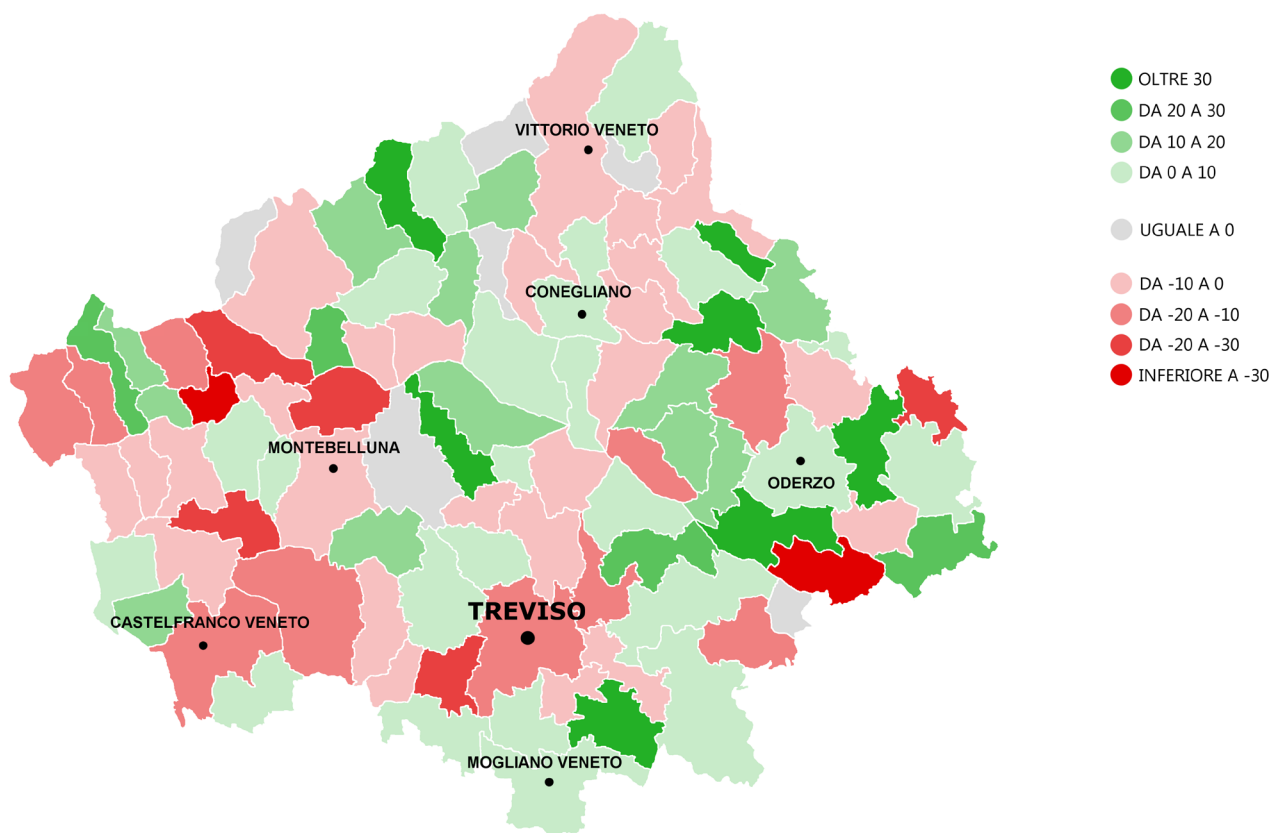 VITTORIO VENETO
CONEGLIANO
MONTEBELLUNA
ODERZO
TREVISO
CASTELFRANCO VENETO
MOGLIANO VENETO
OLTRE 30
DA 20 A 30
DA 10 A 20
DA 0 A 10
UGUALE A 0
DA -10 A 0
DA -20 A -10
DA -20 A -30
INFERIORE A -30